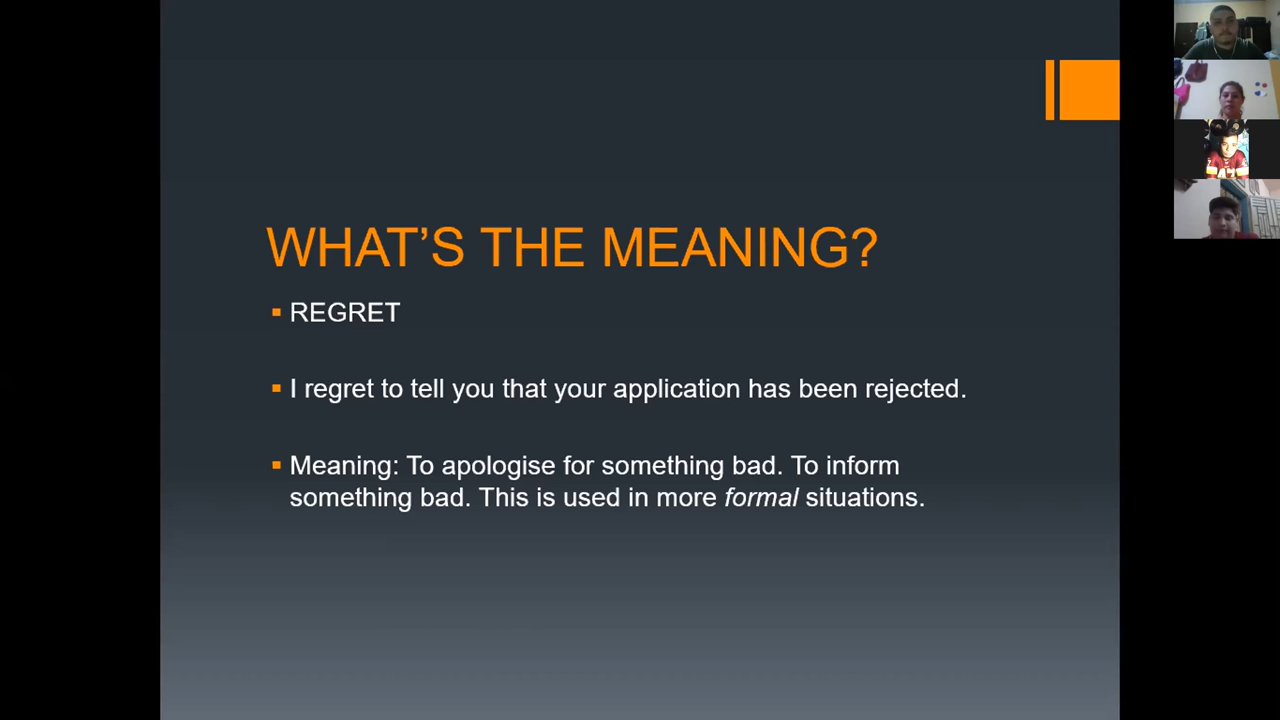 WHAT’S THE MEANING?
REGRET
I regret to tell you that your application has been rejected.
Meaning: To apologise for something bad. To inform
something bad. This is used in more formal situations.